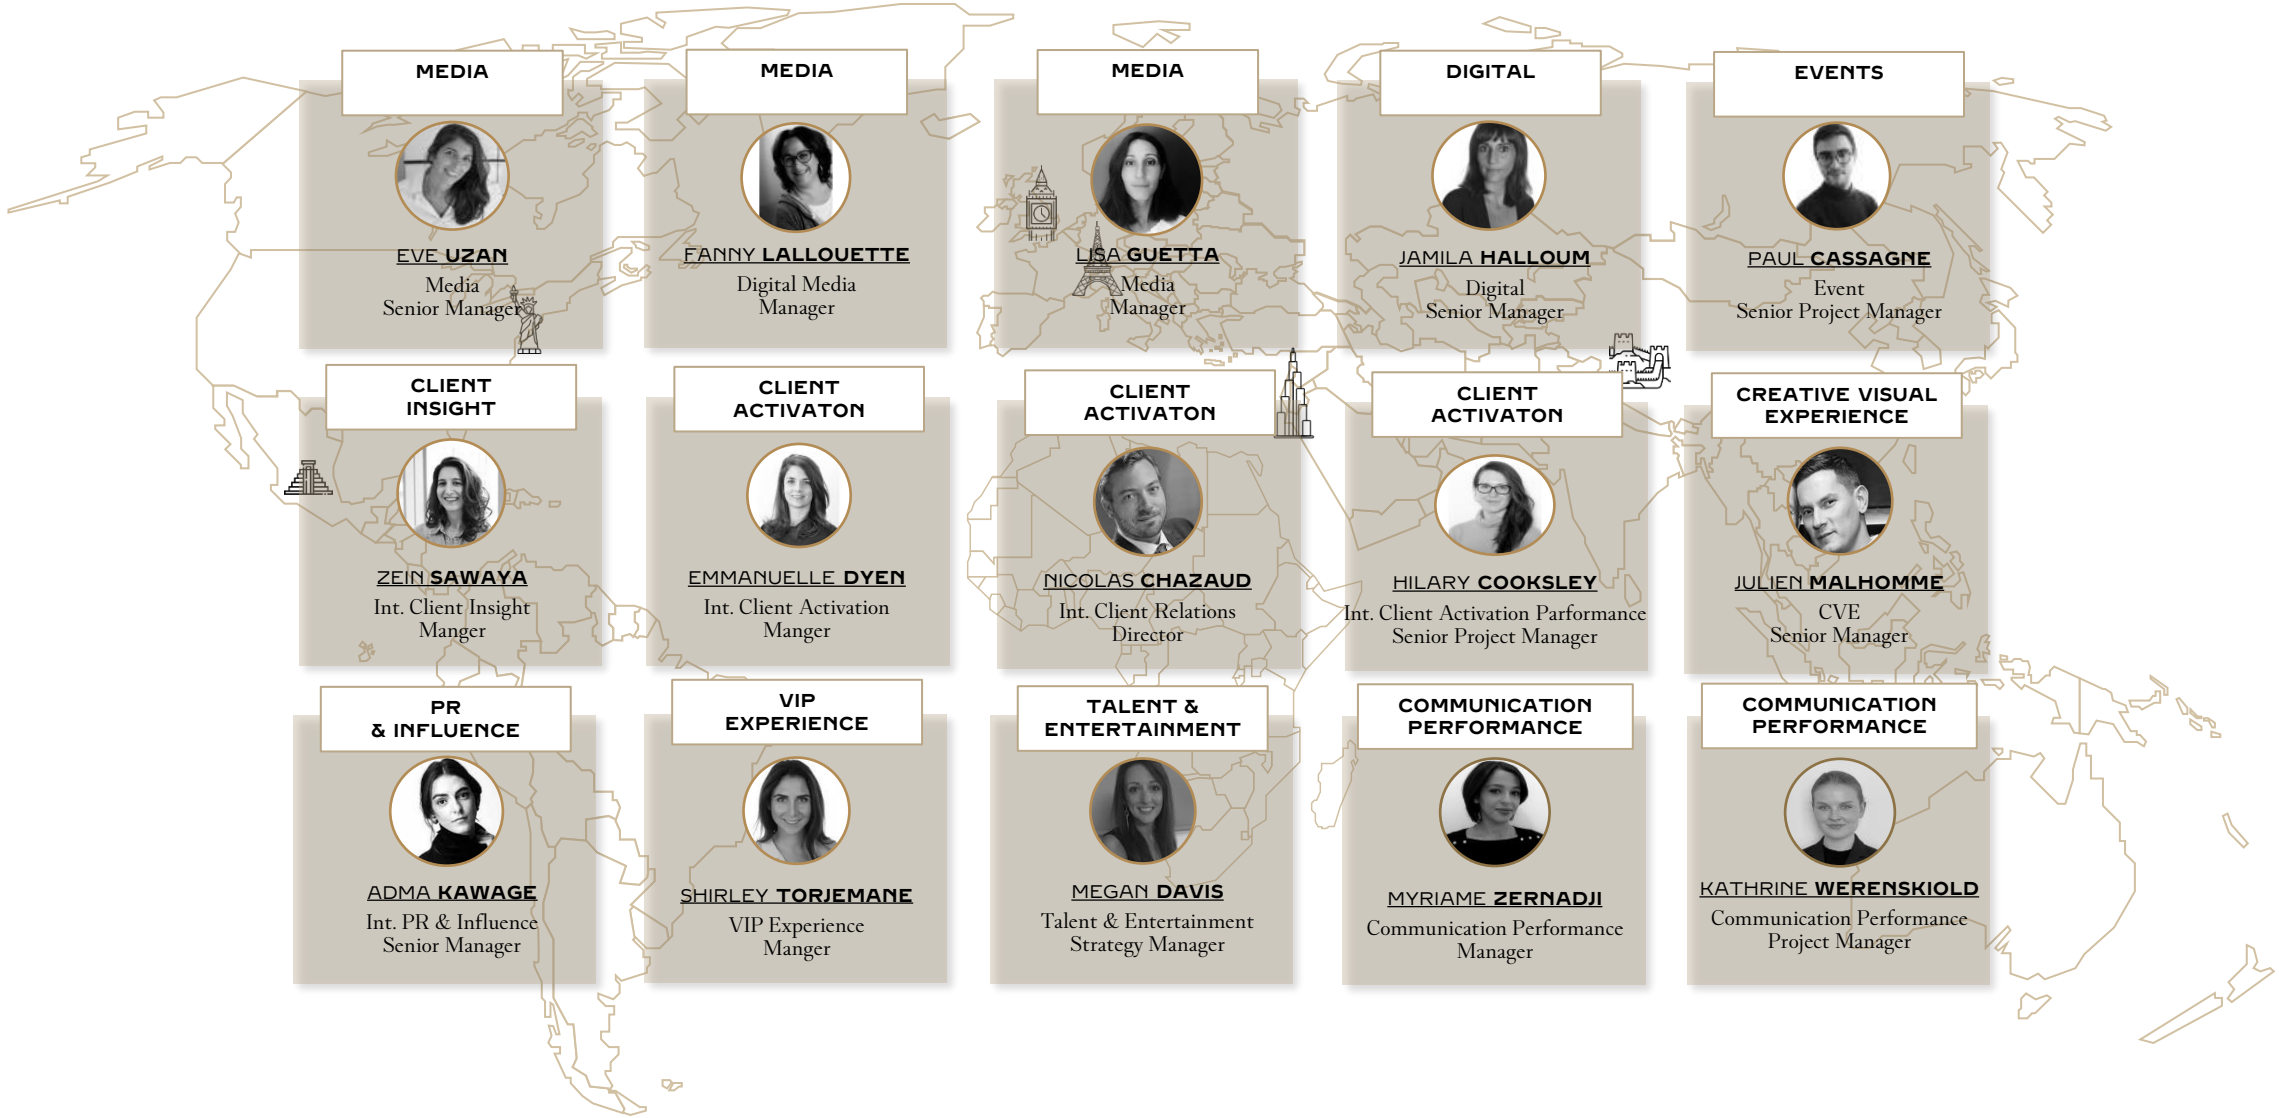 MEDIA
EVE UZAN
Media
Senior Manager
MEDIA
FANNY LALLOUETTE
Digital Media
Manager
MEDIA
LISA GUETTA
Media
Manager
DIGITAL
JAMILA HALLOUM
Digital
Senior Manager
EVENTS
PAUL CASSAGNE
Event
Senior Project Manager
CLIENT
INSIGHT
ZEIN SAWAYA
Int. Client Insight
Manger
CLIENT
ACTIVATON
EMMANUELLE DYEN
Int. Client Activation
Manger
CLIENT
ACTIVATON
NICOLAS CHAZAUD
Int. Client Relations
Director
CLIENT
ACTIVATON
HILARY COOKSLEY
Int. Client Activation Parformance
Senior Project Manager
CREATIVE VISUAL
EXPERIENCE
JULIEN MALHOMME
CVE
Senior Manager
PR
& INFLUENCE
ADMA KAWAGE
Int. PR & Influence
Senior Manager
VIP
EXPERIENCE
SHIRLEY TORJEMANE
VIP Experience
Manger
TALENT &
ENTERTAINMENT
MEGAN DAVIS
Talent & Entertainment
Strategy Manager
COMMUNICATION
PERFORMANCE
MYRIAME ZERNADJI
Communication Performance
Manager
COMMUNICATION
PERFORMANCE
KATHRINE WERENSKIOLD
Communication Performance
Project Manager